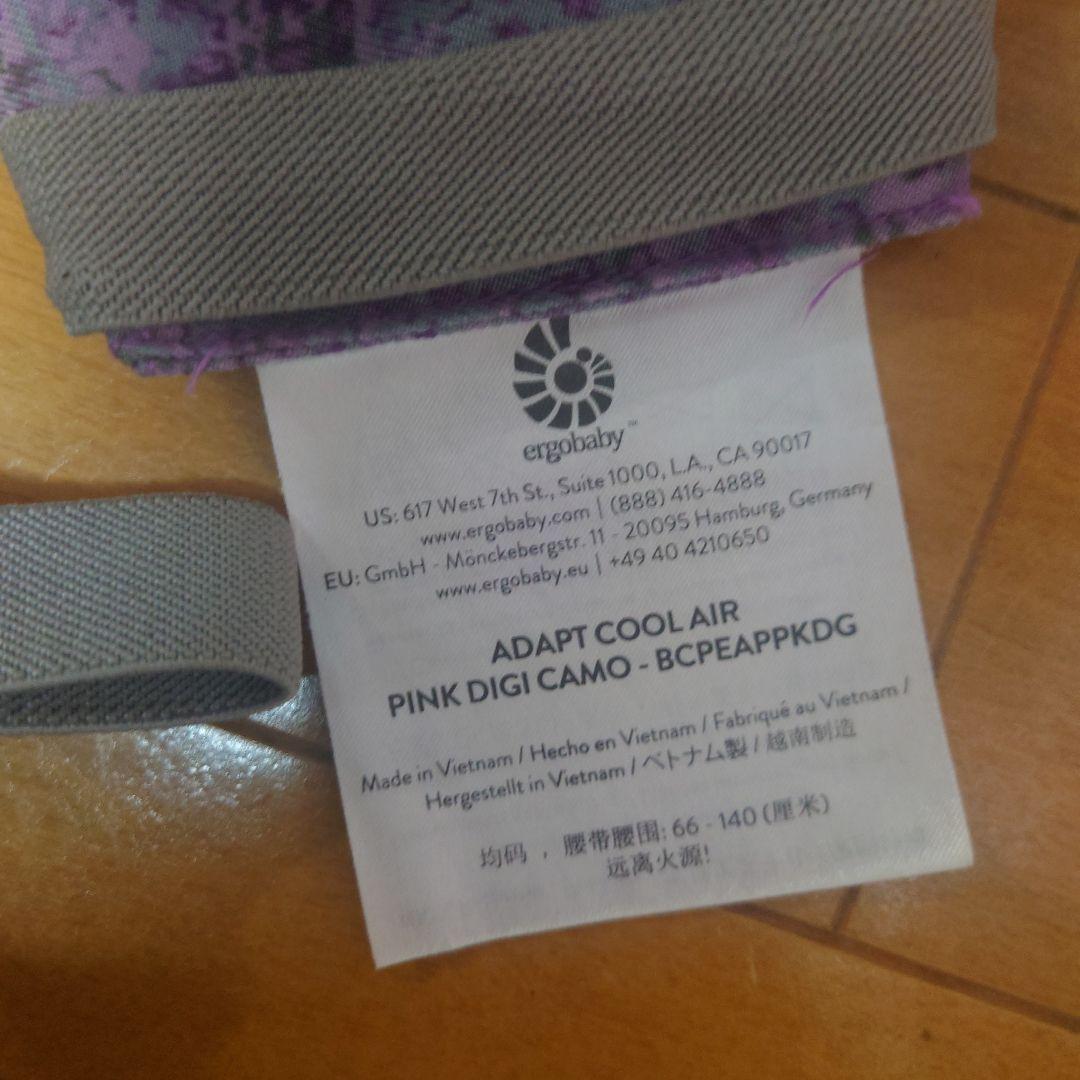 ergobaby™
US: 617 West 7th St., Suite 1000, L.A., CA 90017
www.ergobaby.com | (888) 416-4888
EU: GmbH - Mönckebergstr. 11 - 20095 Hamburg, Germany
www.ergobaby.eu | +49 40 4210650
ADAPT COOL AIR
PINK DIGI CAMO - BCPEAPPKDG
Made in Vietnam / Hecho en Vietnam / Fabriqué au Vietnam /
Hergestellt in Vietnam / ベトナム製 / 越南制造
均码 , 腰带腰围: 66 - 140 (厘米)
远离火源!